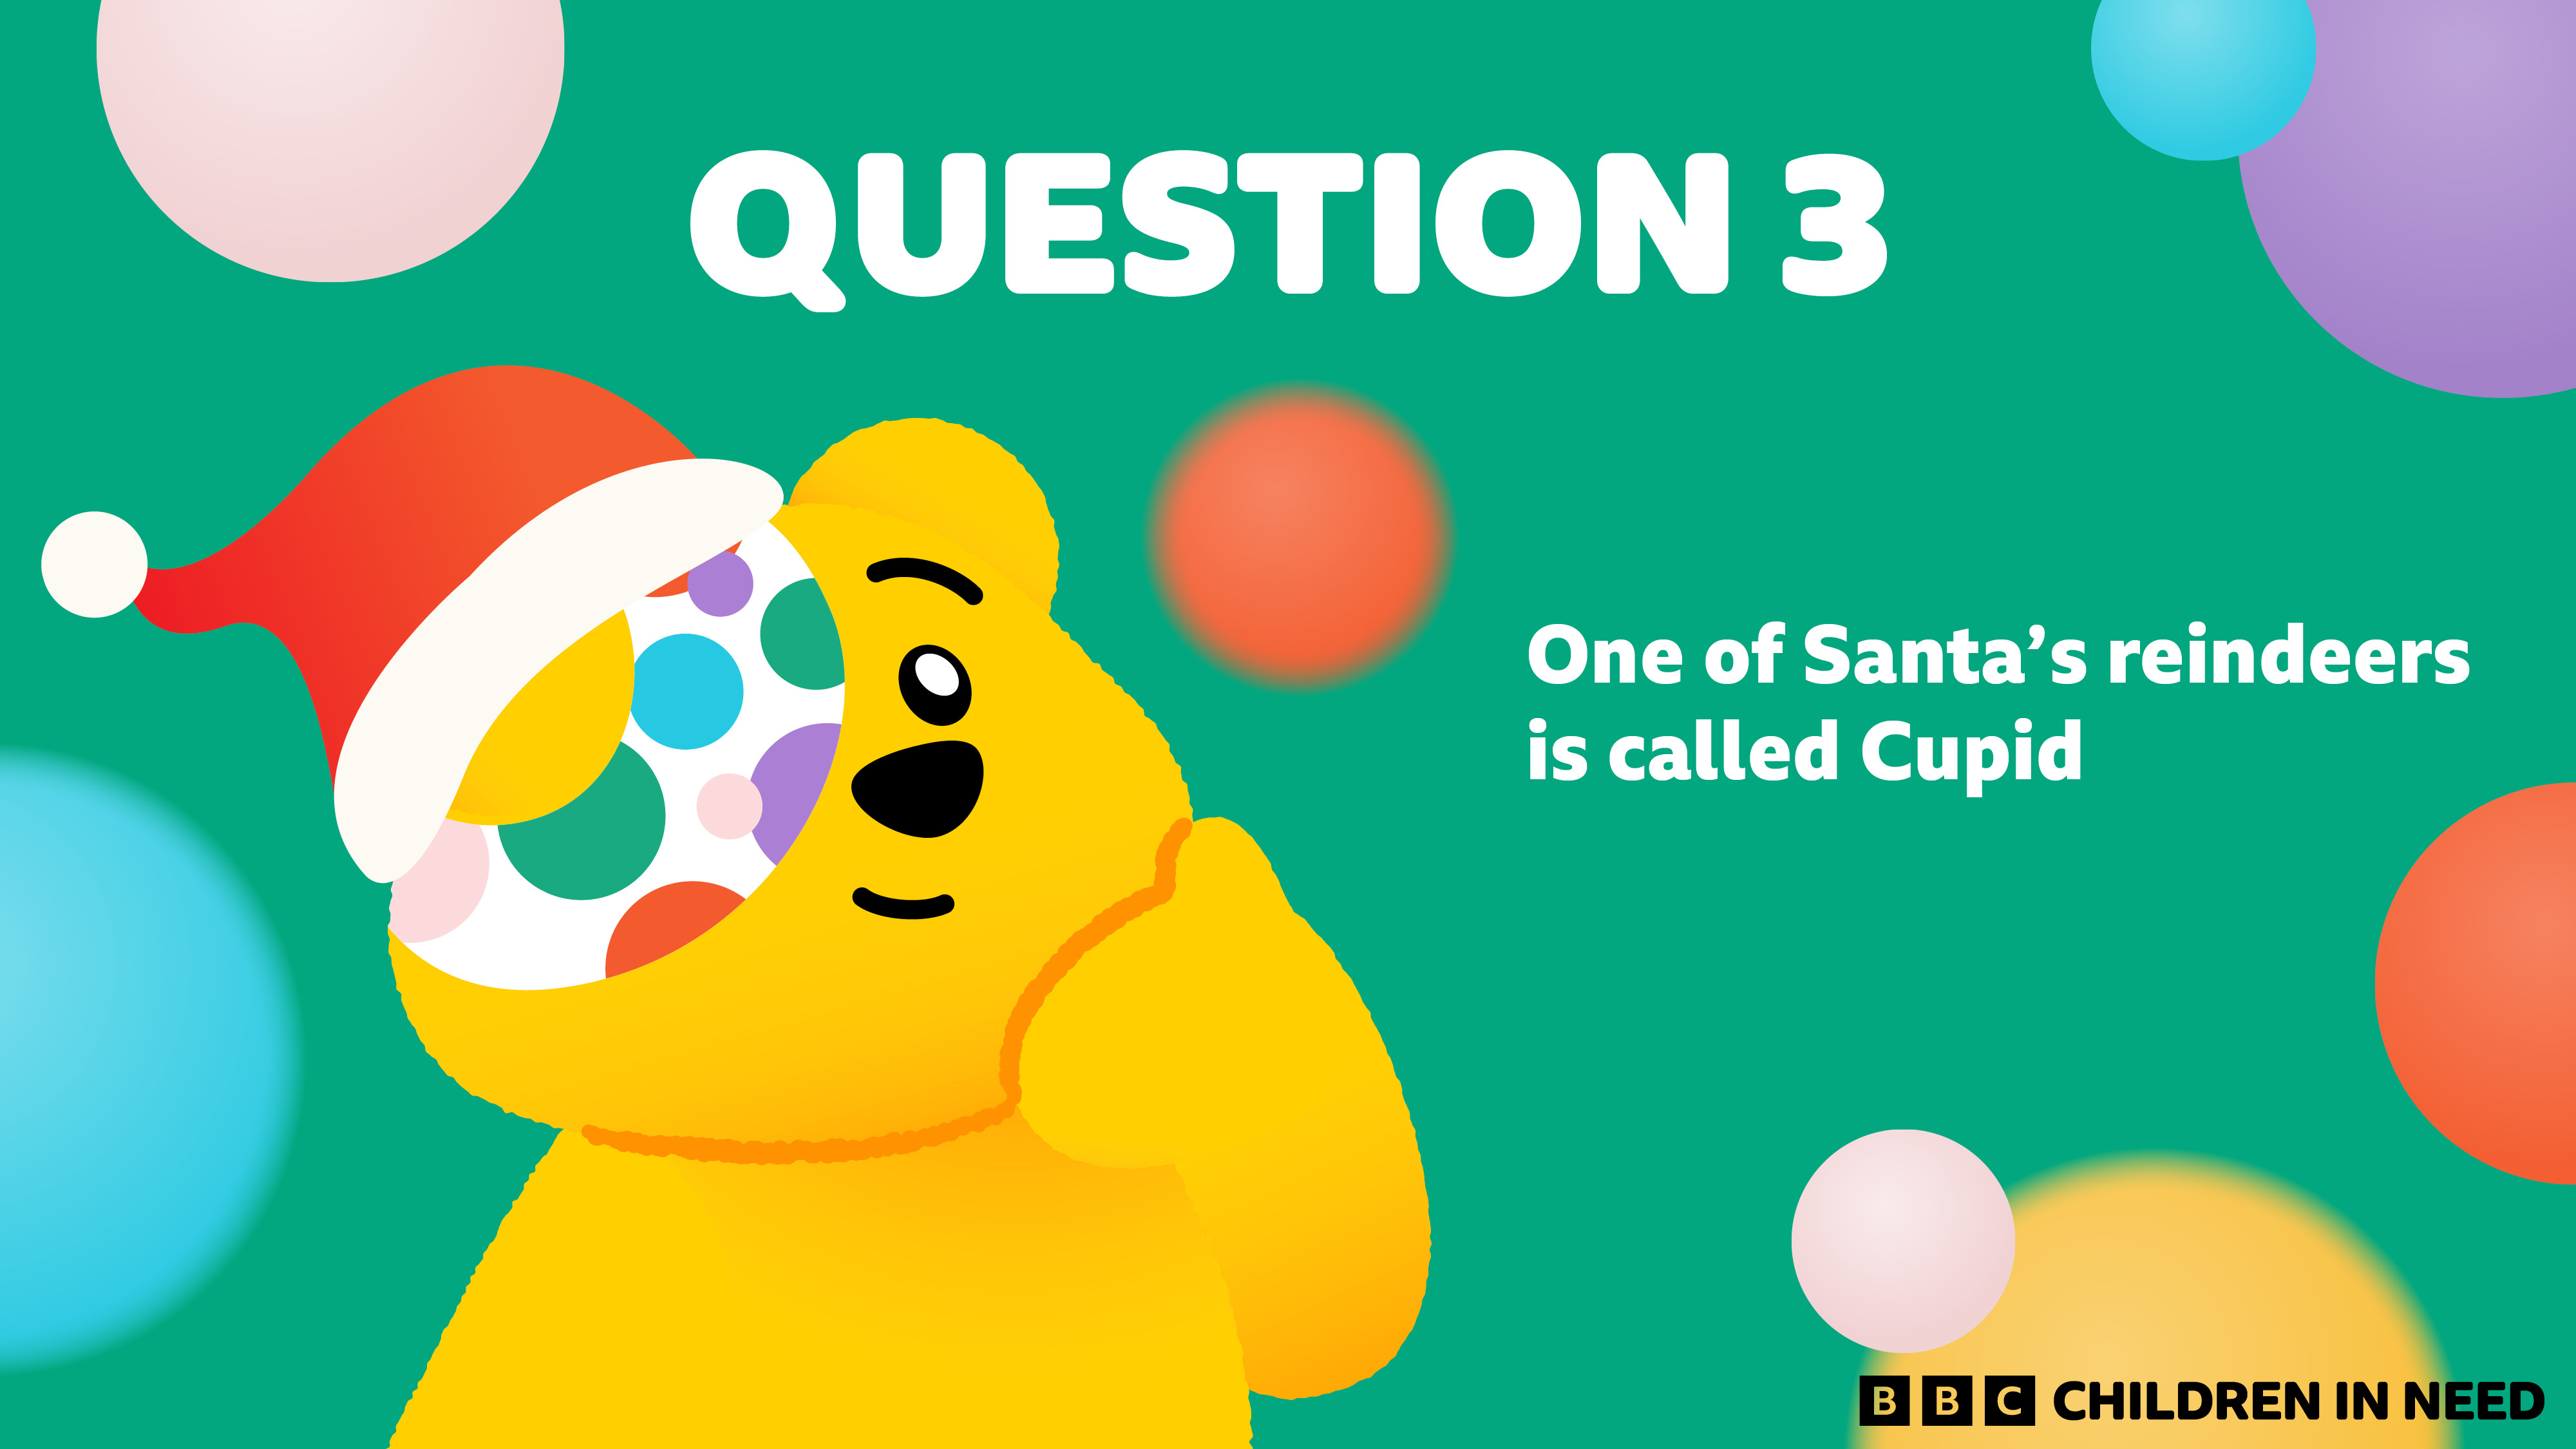 QUESTION 3
One of Santa’s reindeers
is called Cupid
BBC CHILDREN IN NEED